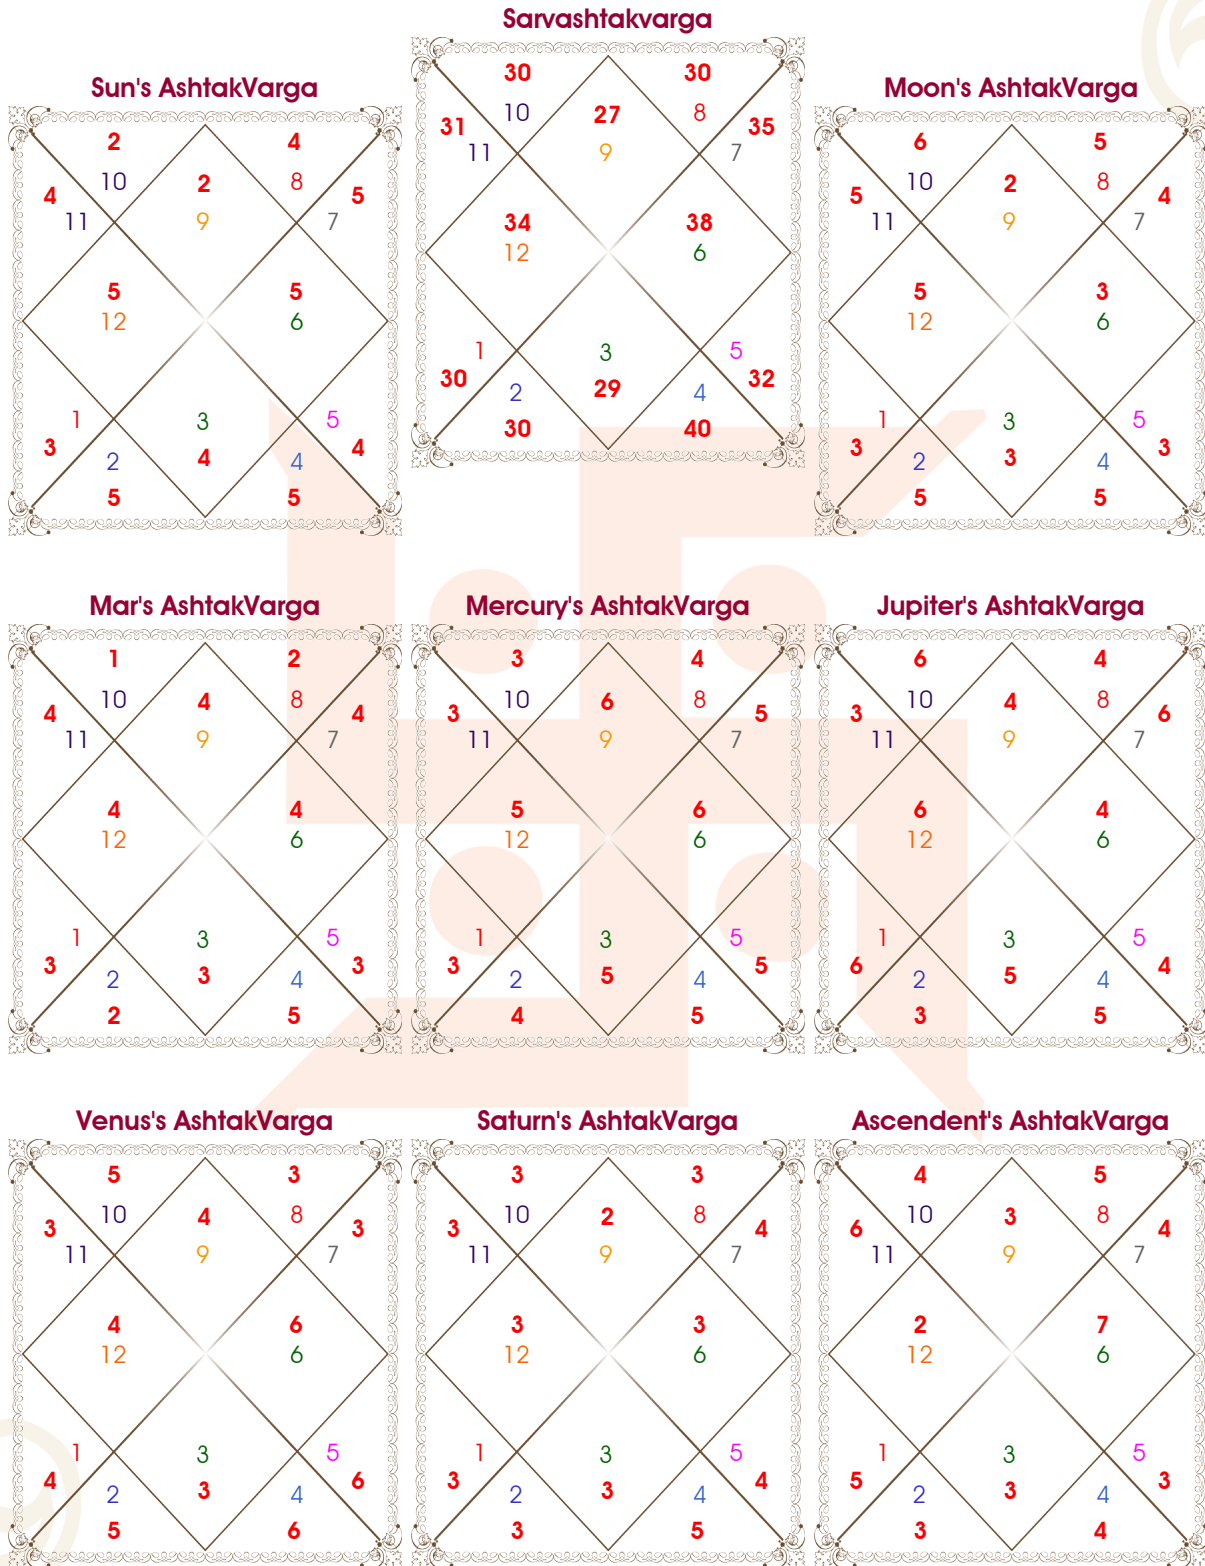 Sarvashtakvarga
30 30
10 27 8
31 35
11 9 7
34 38
12 6
1 3 5
30 29 32
2 4
30 40
Sun's AshtakVarga
2 4
10 2 8
4 5
11 9 7
5 5
12 6
1 3 5
3 4 4
2 4
5 5
Moon's AshtakVarga
6 5
10 2 8
5 4
11 9 7
5 3
12 6
1 3 5
3 3 3
2 4
5 5
Mar's AshtakVarga
1 2
10 4 8
4 4
11 9 7
4 4
12 6
1 3 5
3 3 3
2 4
2 5
Mercury's AshtakVarga
3 4
10 6 8
3 5
11 9 7
5 6
12 6
1 3 5
3 5 5
2 4
4 5
Jupiter's AshtakVarga
6 4
10 4 8
3 6
11 9 7
6 4
12 6
1 3 5
6 5 4
2 4
3 5
Venus's AshtakVarga
5 3
10 4 8
3 3
11 9 7
4 6
12 6
1 3 5
4 3 6
2 4
5 6
Saturn's AshtakVarga
3 3
10 2 8
3 4
11 9 7
3 3
12 6
1 3 5
3 3 4
2 4
3 5
Ascendent's AshtakVarga
4 5
10 3 8
6 4
11 9 7
2 7
12 6
1 3 5
5 3 3
2 4
3 4